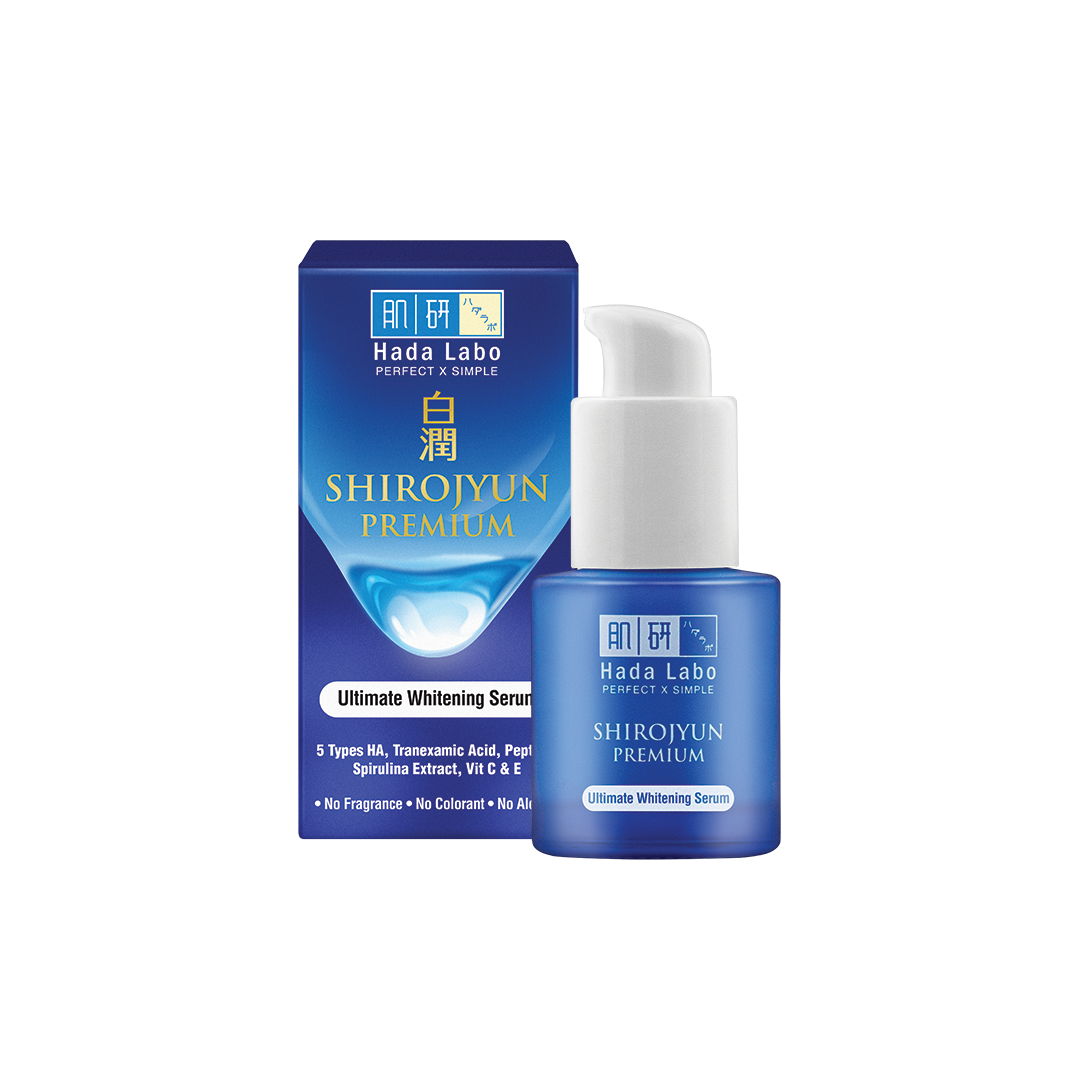 肌研 ハダラボ
Hada Labo
PERFECT X SIMPLE
白
潤
SHIROJYUN
PREMIUM
Ultimate Whitening
5 Types HA, Tranexamic Acid,
Spirulina Extract, Vit C & E
• No Fragrance • No Colorant • No
肌研 ハダラボ
Hada Labo
PERFECT X SIMPLE
SHIROJYUN
PREMIUM
Ultimate Whitening Serum